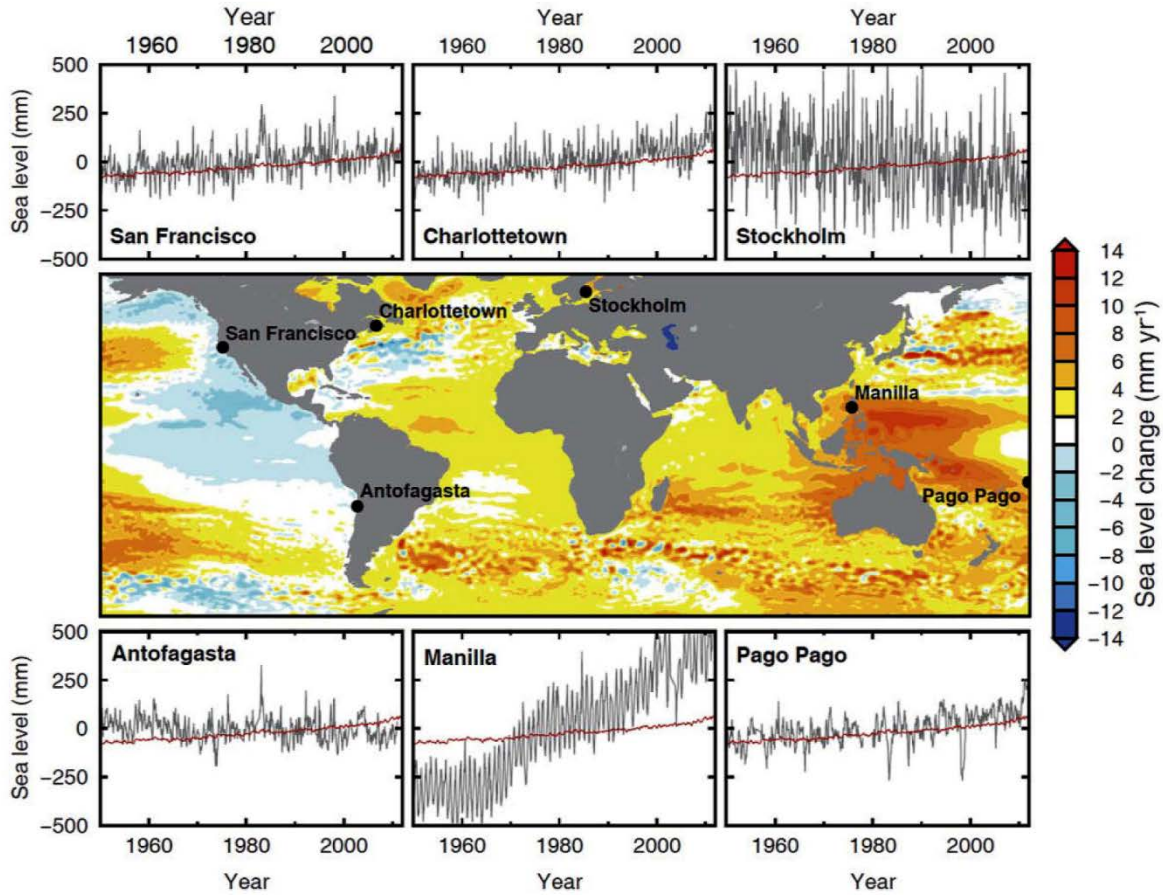 Year Year Year
1960 1980 2000 1960 1980 2000 1960 1980 2000
500
250
0
−250
−500
Sea level (mm)
San Francisco Charlottetown Stockholm
Stockholm
Charlottetown
San Francisco
Manilla
Antofagasta
Pago Pago
14
12
10
8
6
4
2
0
−2
−4
−6
−8
−10
−12
−14
Sea level change (mm yr⁻¹)
Antofagasta Manilla Pago Pago
500
250
0
−250
−500
Sea level (mm)
1960 1980 2000 1960 1980 2000 1960 1980 2000
Year Year Year